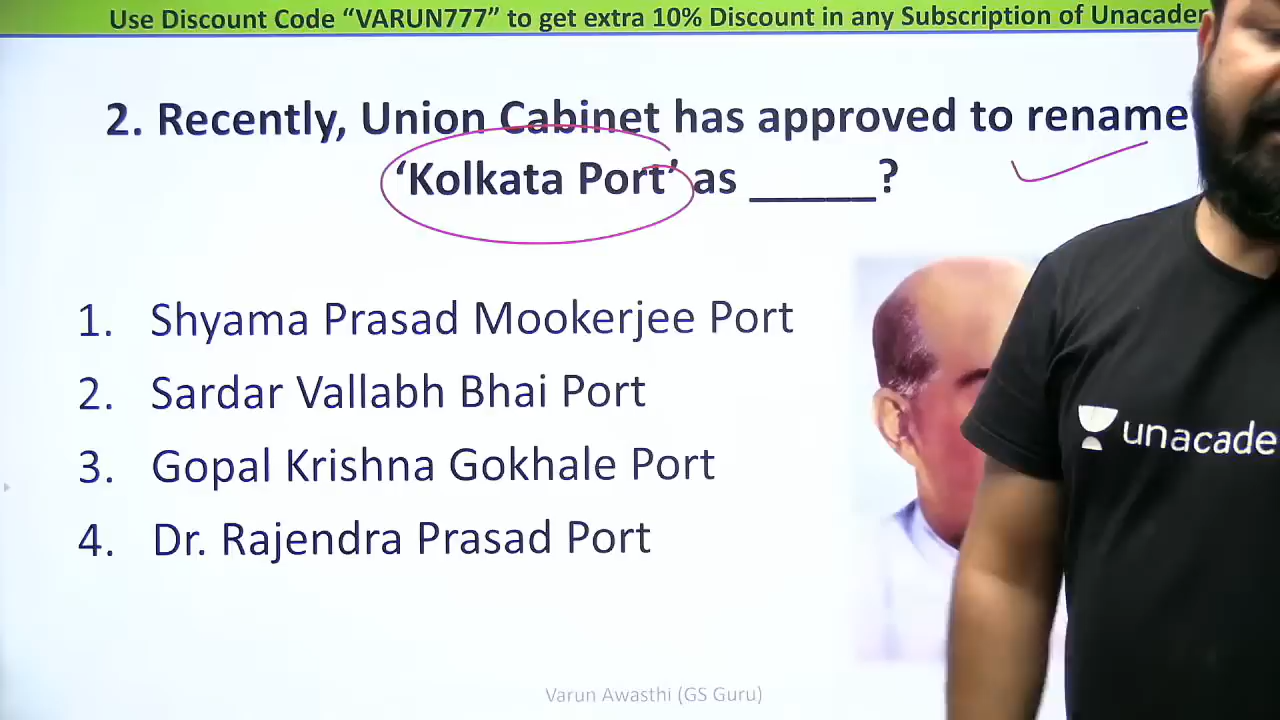 Use Discount Code “VARUN777” to get extra 10% Discount in any Subscription of Unacader
2. Recently, Union Cabinet has approved to rename
‘Kolkata Port’ as _____?
1. Shyama Prasad Mookerjee Port
2. Sardar Vallabh Bhai Port
3. Gopal Krishna Gokhale Port
4. Dr. Rajendra Prasad Port
unacade
Varun Awasthi (GS Guru)